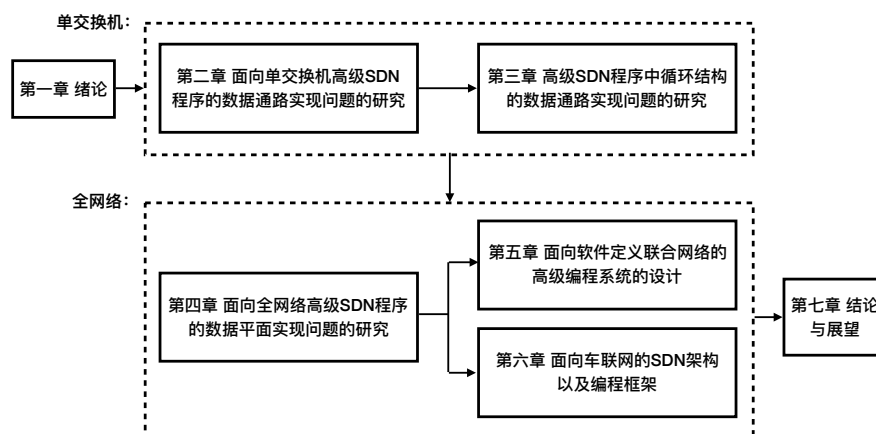 单交换机：
第一章 绪论
第二章 面向单交换机高级SDN
程序的数据通路实现问题的研究
第三章 高级SDN程序中循环结构
的数据通路实现问题的研究
全网络：
第四章 面向全网络高级SDN程序
的数据平面实现问题的研究
第五章 面向软件定义联合网络的
高级编程系统的设计
第六章 面向车联网的SDN架构
以及编程框架
第七章 结论
与展望